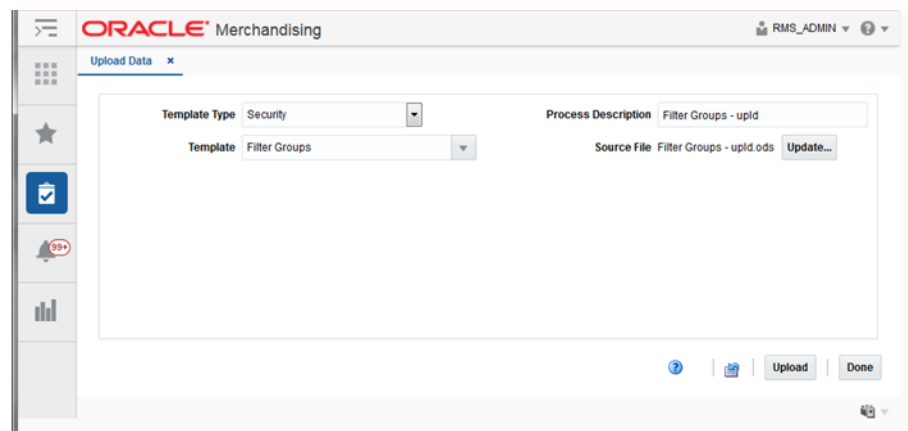 ORACLE® Merchandising
RMS_ADMIN
Upload Data ×
Template Type Security
Process Description Filter Groups - upld
Template Filter Groups
Source File Filter Groups - upld.ods Update...
99+
Upload Done